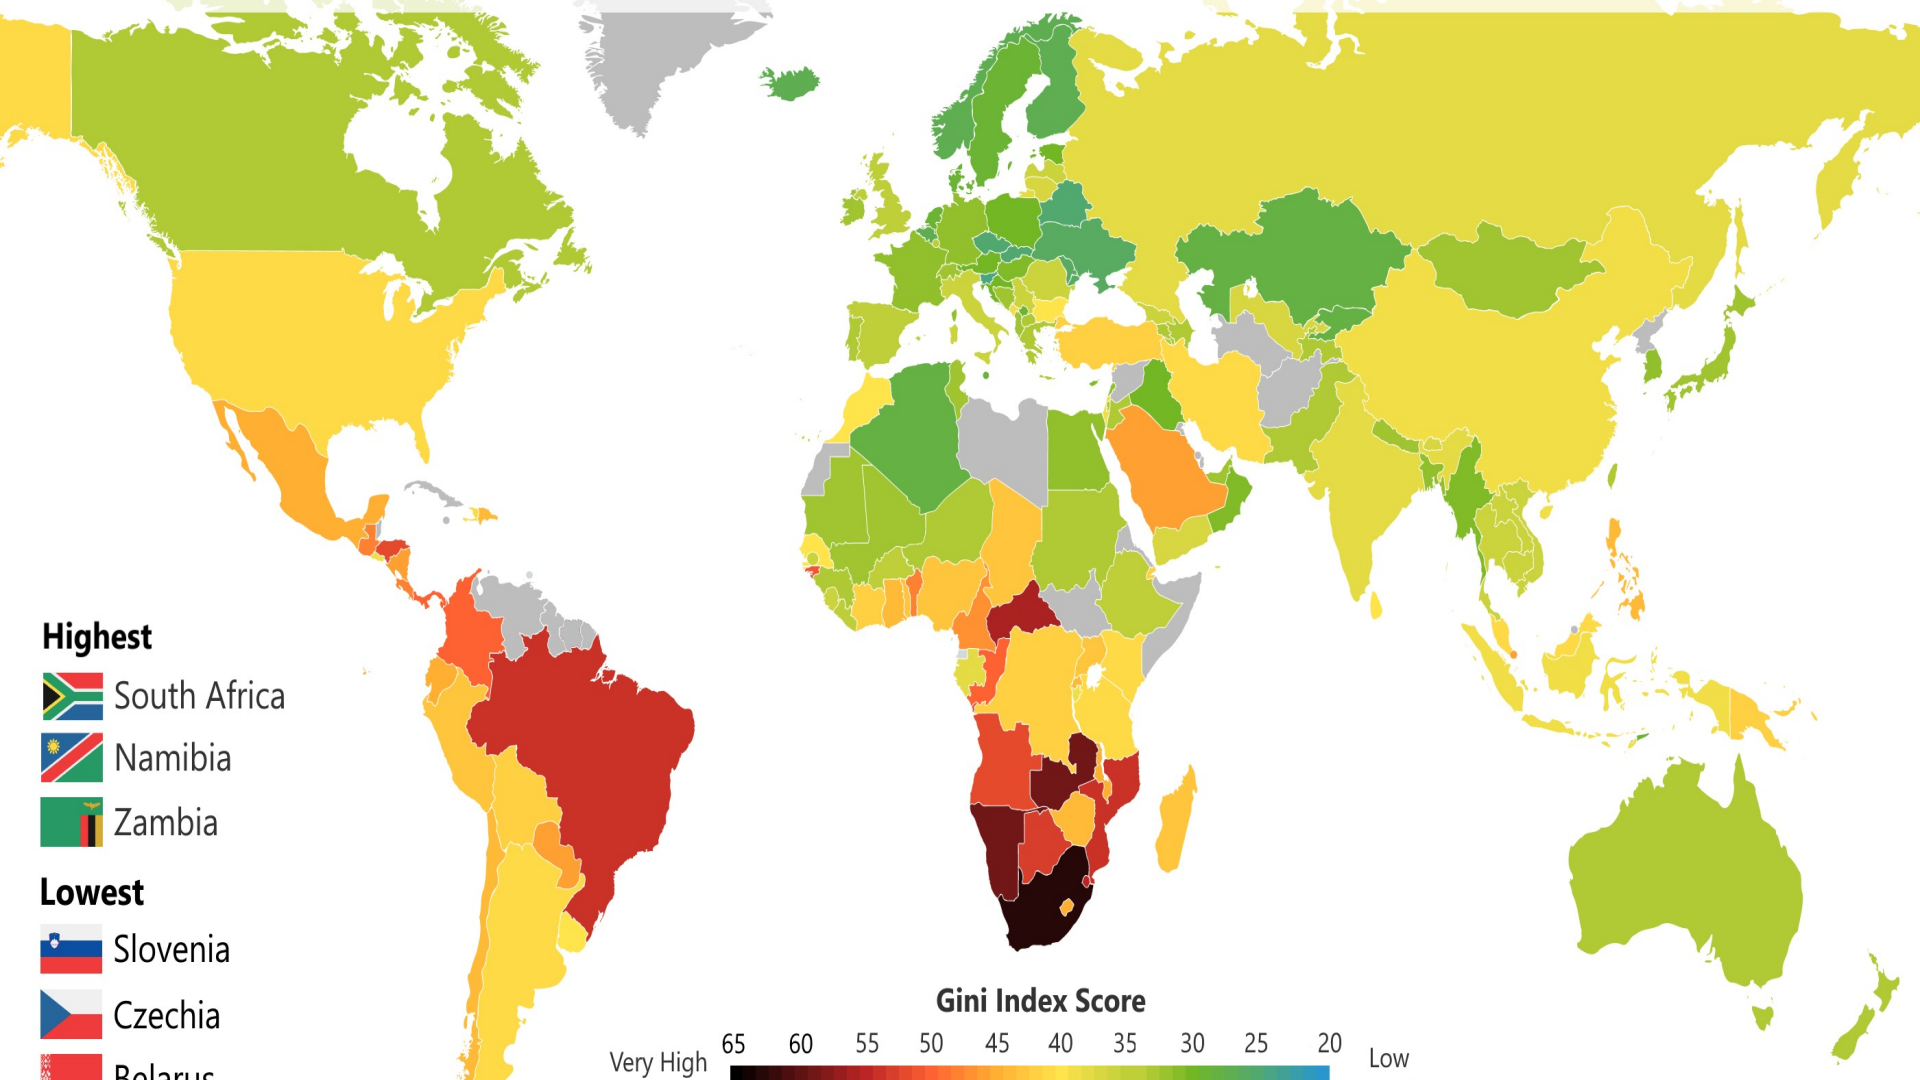 Highest
South Africa
Namibia
Zambia
Lowest
Slovenia
Czechia
Belarus
Gini Index Score
Very High 65 60 55 50 45 40 35 30 25 20 Low